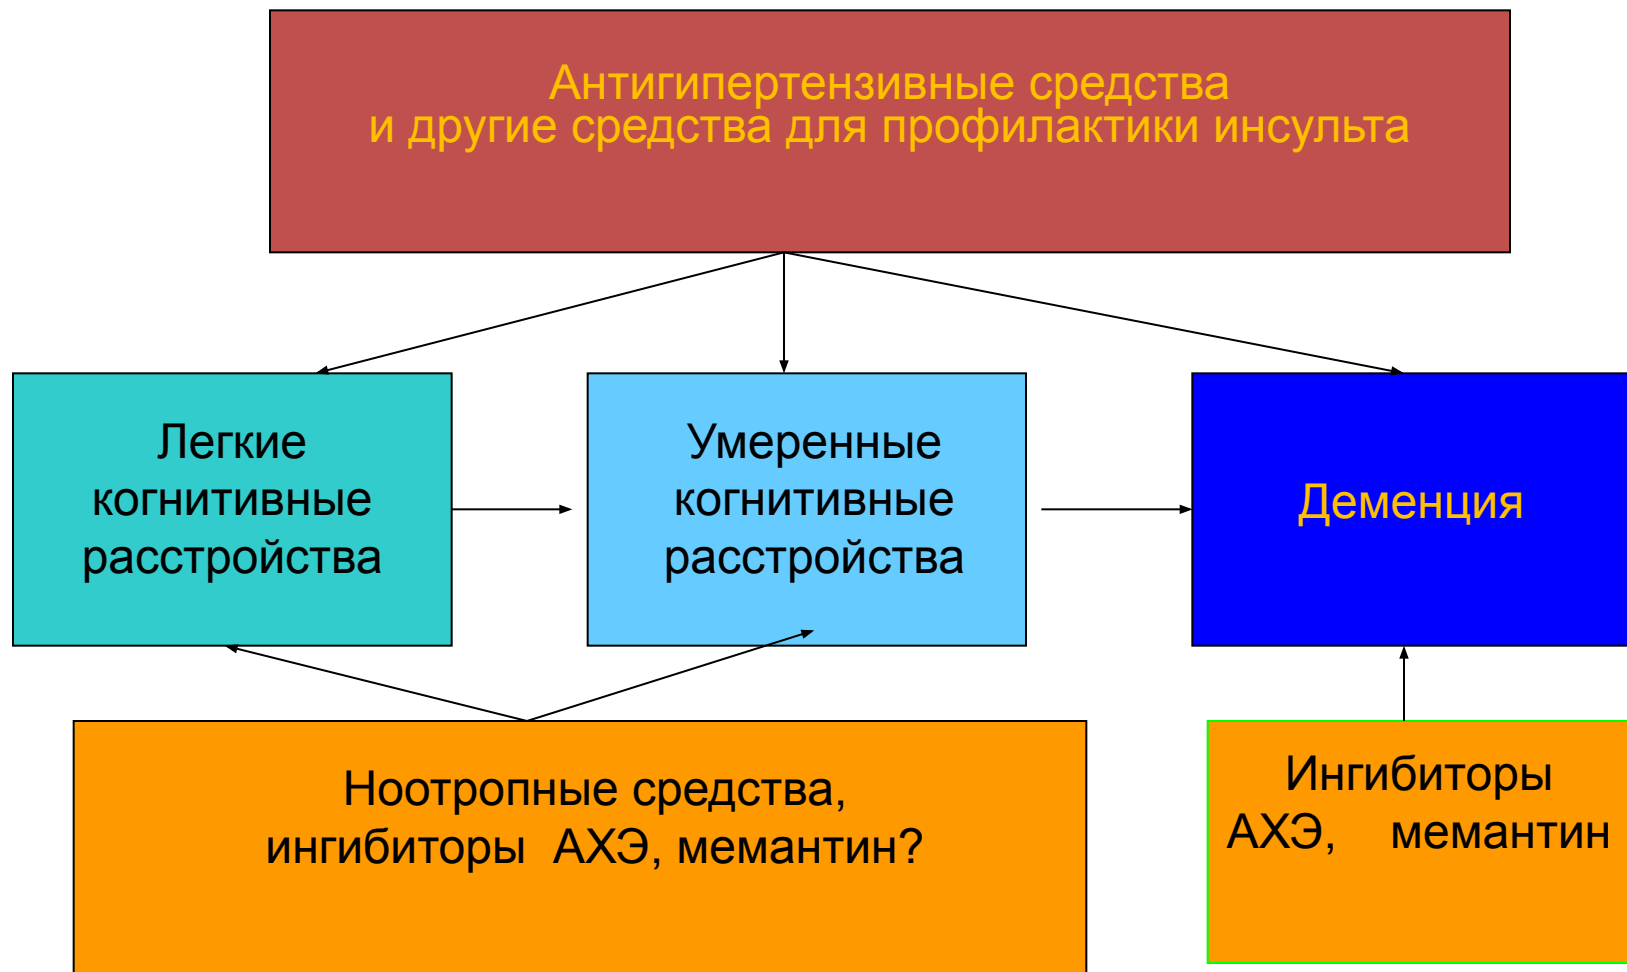 Антигипертензивные средства
и другие средства для профилактики инсульта
Легкие
когнитивные
расстройства
Умеренные
когнитивные
расстройства
Деменция
Ноотропные средства,
ингибиторы АХЭ, мемантин?
Ингибиторы
АХЭ, мемантин